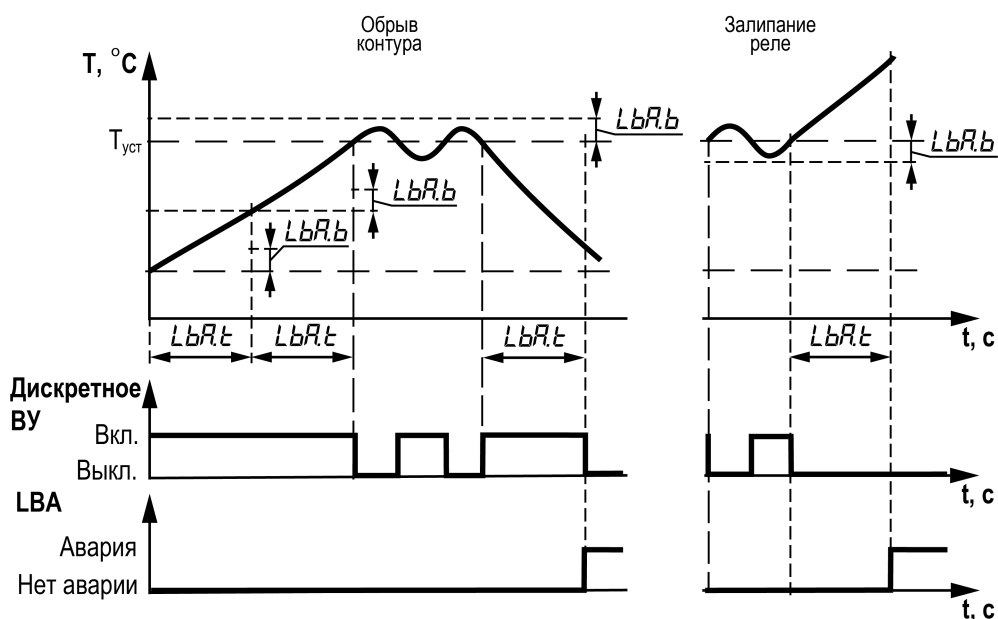 Обрыв
контура
Залипание
реле
T, °C
Tуст
LbA.b
LbA.b
LbA.b
LbA.b
LbA.t
LbA.t
LbA.t
LbA.t
t, c
Дискретное
ВУ
Вкл.
Выкл.
t, c
LBA
Авария
Нет аварии
t, c